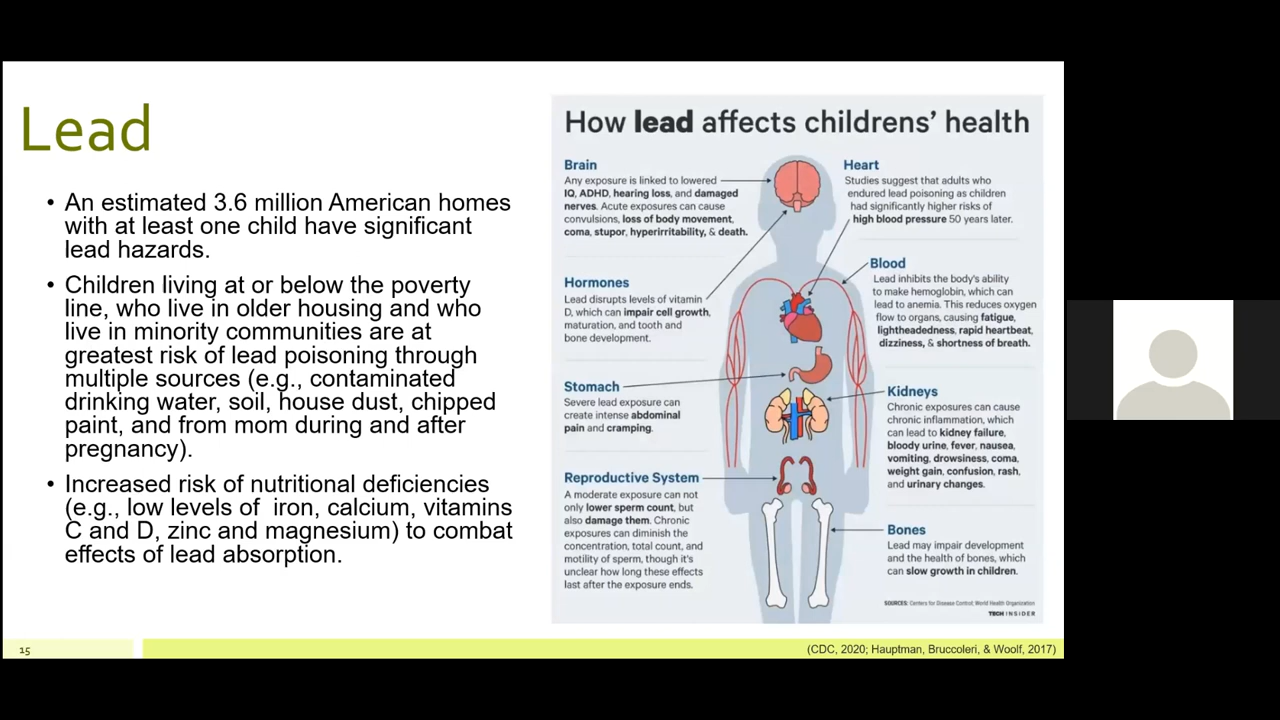 Lead
• An estimated 3.6 million American homes
with at least one child have significant
lead hazards.
• Children living at or below the poverty
line, who live in older housing and who
live in minority communities are at
greatest risk of lead poisoning through
multiple sources (e.g., contaminated
drinking water, soil, house dust, chipped
paint, and from mom during and after
pregnancy).
• Increased risk of nutritional deficiencies
(e.g., low levels of  iron, calcium, vitamins
C and D, zinc and magnesium) to combat
effects of lead absorption.
How lead affects childrens’ health
Brain
Any exposure is linked to lowered
IQ, ADHD, hearing loss, and damaged
nerves. Acute exposures can cause
convulsions, loss of body movement,
coma, stupor, hyperirritability, & death.
Hormones
Lead disrupts levels of vitamin
D, which can impair cell growth,
maturation, and tooth and
bone development.
Stomach
Severe lead exposure can
create intense abdominal
pain and cramping.
Reproductive System
A moderate exposure can not
only lower sperm count, but
also damage them. Chronic
exposures can diminish the
concentration, total count, and
motility of sperm, though it's
unclear how long these effects
last after the exposure ends.
Heart
Studies suggest that adults who
endured lead poisoning as children
had significantly higher risks of
high blood pressure 50 years later.
Blood
Lead inhibits the body's ability
to make hemoglobin, which can
lead to anemia. This reduces oxygen
flow to organs, causing fatigue,
lightheadedness, rapid heartbeat,
dizziness, & shortness of breath.
Kidneys
Chronic exposures can cause
chronic inflammation, which
can lead to kidney failure,
bloody urine, fever, nausea,
vomiting, drowsiness, coma,
weight gain, confusion, rash,
and urinary changes.
Bones
Lead may impair development
and the health of bones, which
can slow growth in children.
SOURCES: Centers for Disease Control; World Health Organization
TECH INSIDER
15
(CDC, 2020; Hauptman, Bruccoleri, & Woolf, 2017)